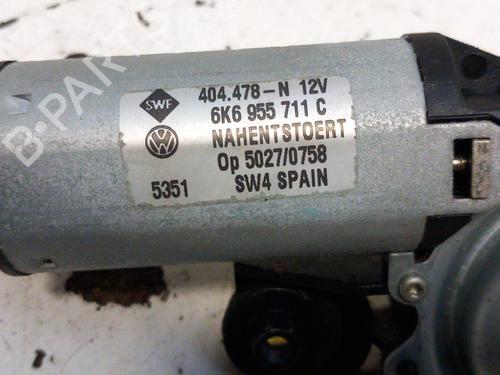 SWF
404.478-N 12V
6K6 955 711 C
NAHENTSTOERT
Op 5027/0758
5351 SW4 SPAIN
B-Parts